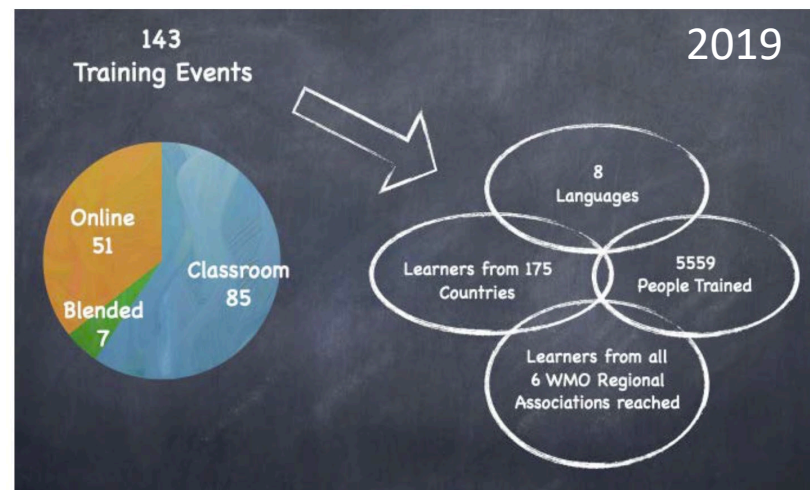 143
Training Events
2019
Online
51
Classroom
85
Blended
7
8
Languages
Learners from 175
Countries
5559
People Trained
Learners from all
6 WMO Regional
Associations reached